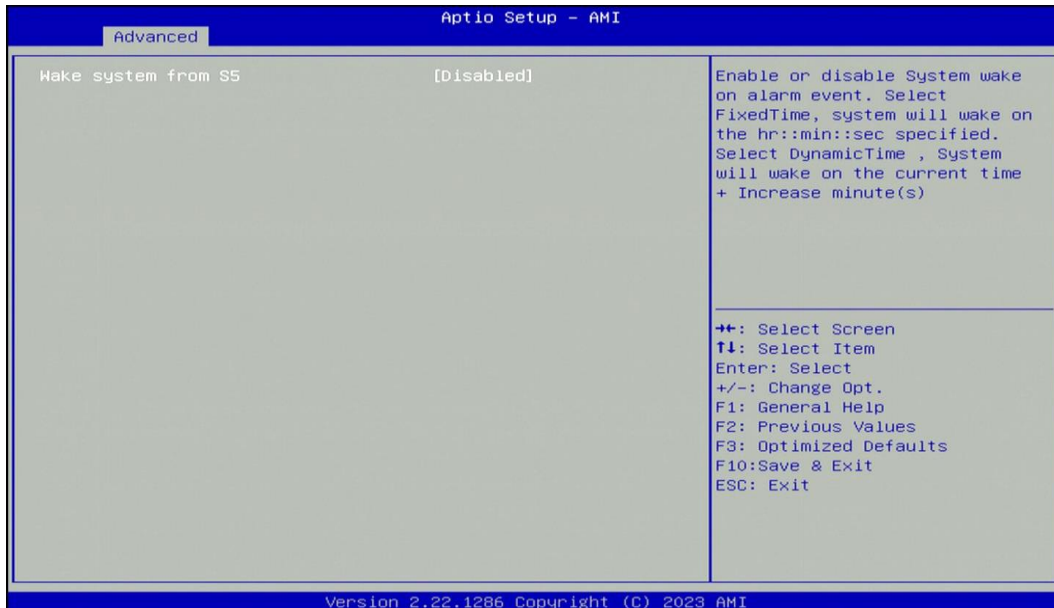 Aptio Setup - AMI
Advanced
Wake system from S5 [Disabled]
Enable or disable System wake
on alarm event. Select
FixedTime, system will wake on
the hr::min::sec specified.
Select DynamicTime , System
will wake on the current time
+ Increase minute(s)
→←: Select Screen
↑↓: Select Item
Enter: Select
+/-: Change Opt.
F1: General Help
F2: Previous Values
F3: Optimized Defaults
F10:Save & Exit
ESC: Exit
Version 2.22.1286 Copyright (C) 2023 AMI